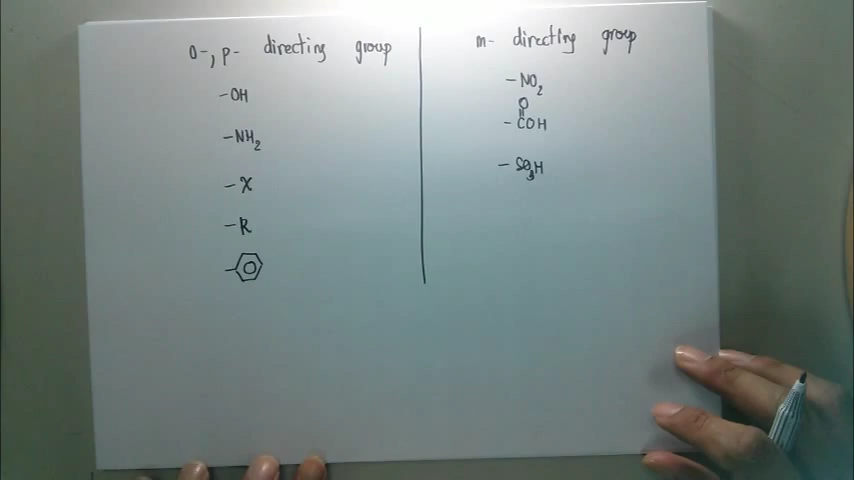 o-, p- directing group
-OH
-NH₂
-X
-R
m- directing group
-NO₂
O
-COH
-SO₃H